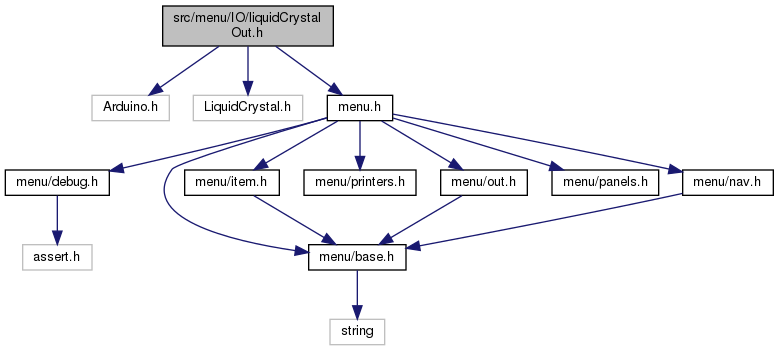 src/menu/IO/liquidCrystal
Out.h
Arduino.h
LiquidCrystal.h
menu.h
menu/debug.h
menu/item.h
menu/printers.h
menu/out.h
menu/panels.h
menu/nav.h
assert.h
menu/base.h
string